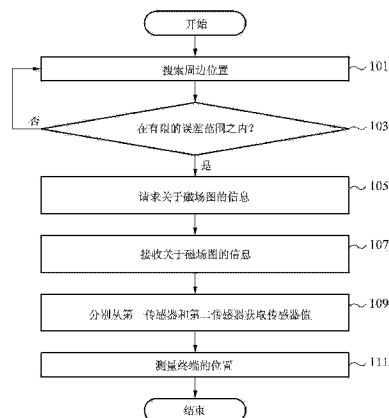 开始
搜索周边位置
101
否
在有限的误差范围之内?
103
是
105
请求关于磁场图的信息
107
接收关于磁场图的信息
109
分别从第一传感器和第二传感器获取传感器值
测量终端的位置
111
结束